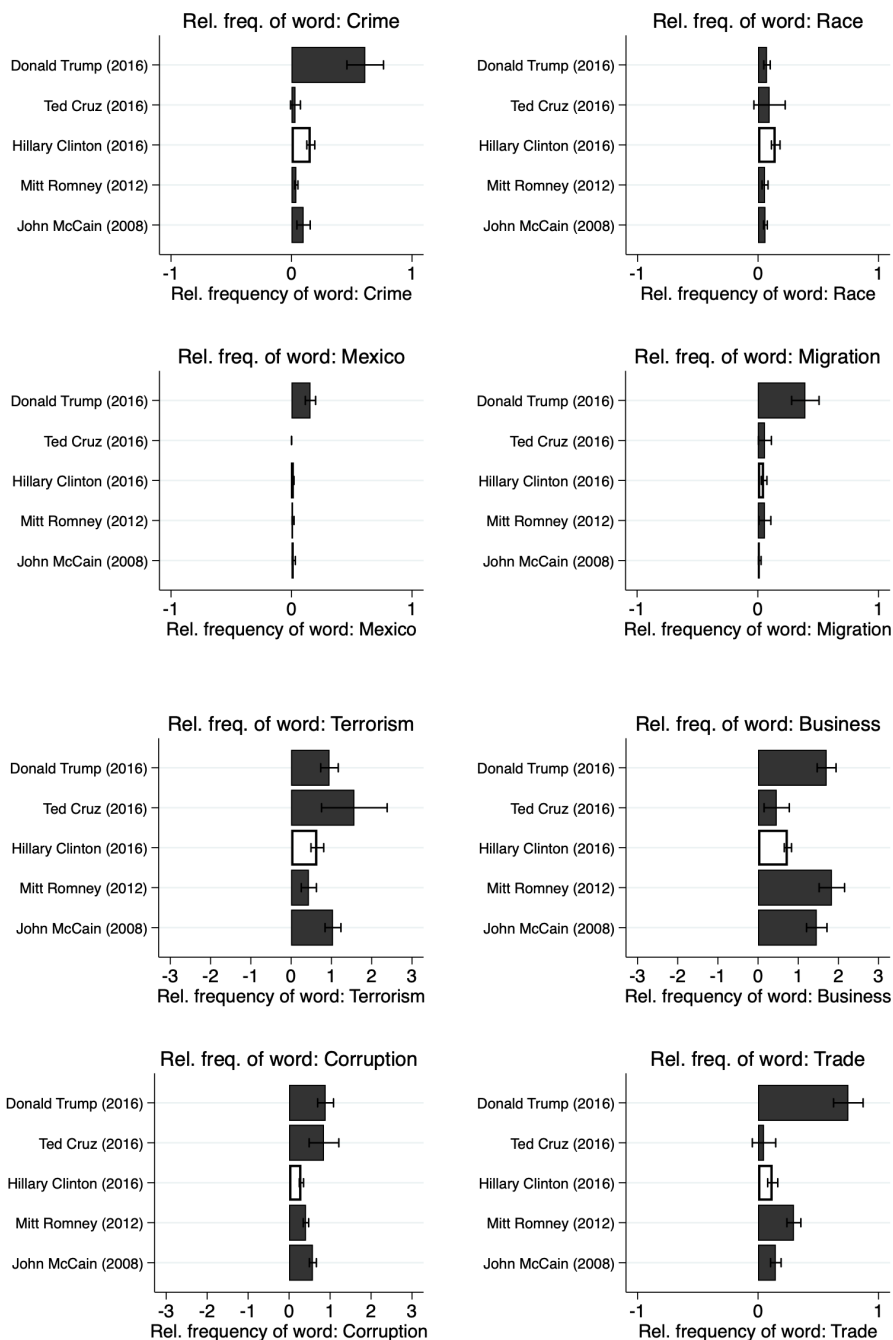 Rel. freq. of word: Crime
Donald Trump (2016)
Ted Cruz (2016)
Hillary Clinton (2016)
Mitt Romney (2012)
John McCain (2008)
-1 0 1
Rel. frequency of word: Crime
Rel. freq. of word: Race
Donald Trump (2016)
Ted Cruz (2016)
Hillary Clinton (2016)
Mitt Romney (2012)
John McCain (2008)
-1 0 1
Rel. frequency of word: Race
Rel. freq. of word: Mexico
Donald Trump (2016)
Ted Cruz (2016)
Hillary Clinton (2016)
Mitt Romney (2012)
John McCain (2008)
-1 0 1
Rel. frequency of word: Mexico
Rel. freq. of word: Migration
Donald Trump (2016)
Ted Cruz (2016)
Hillary Clinton (2016)
Mitt Romney (2012)
John McCain (2008)
-1 0 1
Rel. frequency of word: Migration
Rel. freq. of word: Terrorism
Donald Trump (2016)
Ted Cruz (2016)
Hillary Clinton (2016)
Mitt Romney (2012)
John McCain (2008)
-3 -2 -1 0 1 2 3
Rel. frequency of word: Terrorism
Rel. freq. of word: Business
Donald Trump (2016)
Ted Cruz (2016)
Hillary Clinton (2016)
Mitt Romney (2012)
John McCain (2008)
-3 -2 -1 0 1 2 3
Rel. frequency of word: Business
Rel. freq. of word: Corruption
Donald Trump (2016)
Ted Cruz (2016)
Hillary Clinton (2016)
Mitt Romney (2012)
John McCain (2008)
-3 -2 -1 0 1 2 3
Rel. frequency of word: Corruption
Rel. freq. of word: Trade
Donald Trump (2016)
Ted Cruz (2016)
Hillary Clinton (2016)
Mitt Romney (2012)
John McCain (2008)
-1 0 1
Rel. frequency of word: Trade